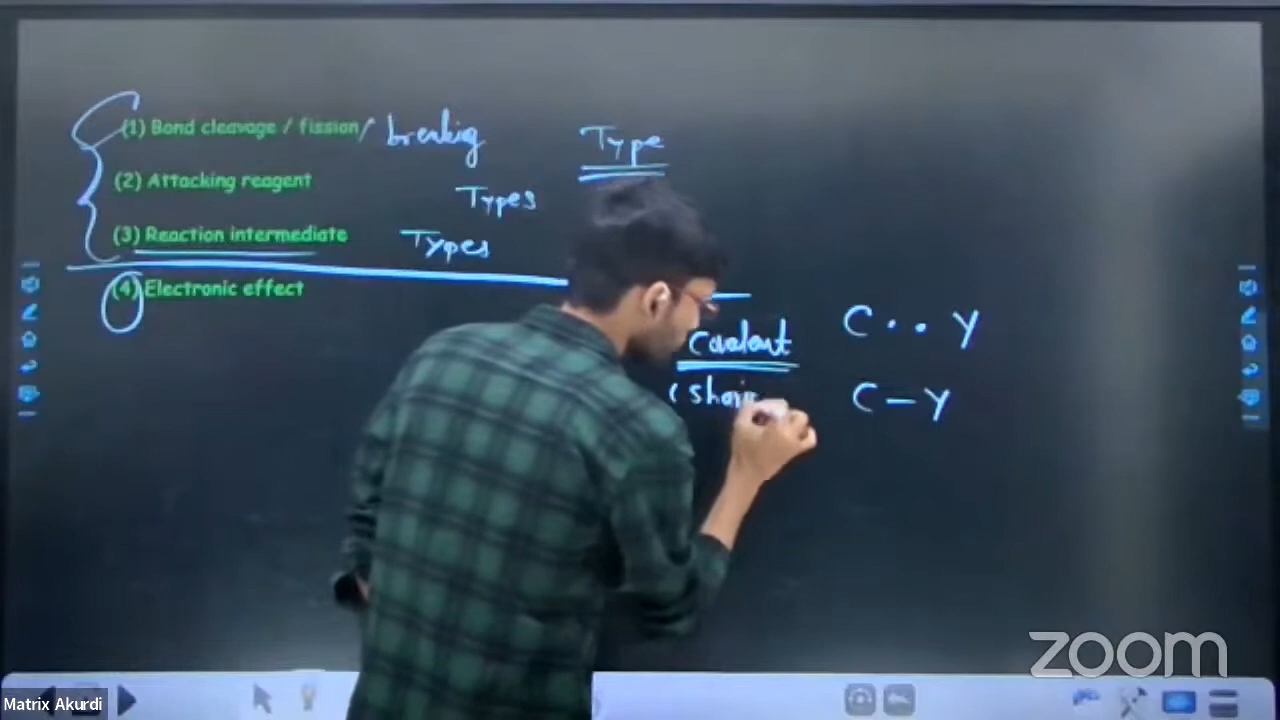 (1) Bond cleavage / fission / breaking Type
(2) Attacking reagent Types
(3) Reaction intermediate Types
(4) Electronic effect
Covalent C •• Y
C – Y
zoom
Matrix Akurdi